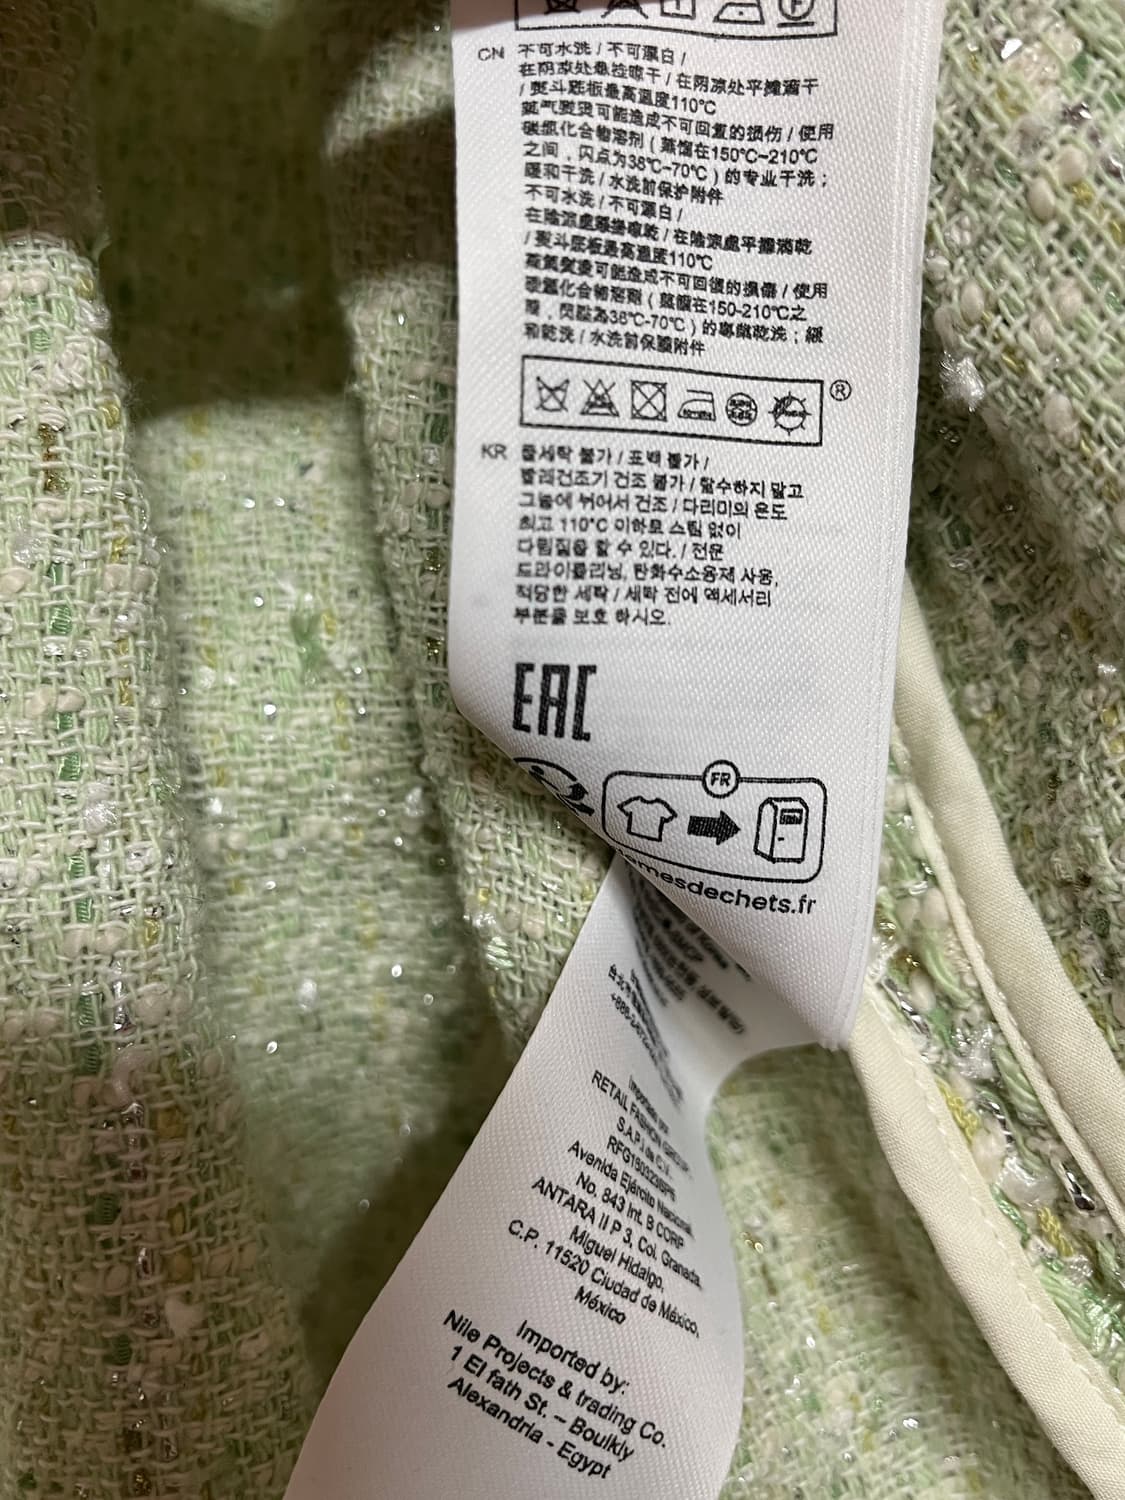 CN 不可水洗 / 不可漂白 /
在阴凉处悬挂晾干 / 在阴凉处平摊滴干
/ 熨斗底板最高温度110℃
蒸气熨烫可能造成不可回复的损伤 / 使用
碳氢化合物溶剂 ( 蒸馏在150℃~210℃
之间，闪点为38℃~70℃ ) 的专业干洗；
缓和干洗 / 水洗前保护附件
不可水洗 / 不可漂白 /
在陰涼處懸掛晾乾 / 在陰涼處平攤滴乾
/ 熨斗底板最高溫度110℃
蒸氣熨燙可能造成不可回復的損傷 / 使用
碳氫化合物溶劑 ( 蒸餾在150-210℃之
間，閃點為38℃-70℃ ) 的專業乾洗；緩
和乾洗 / 水洗前保護附件
®
KR 물세탁 불가 / 표백 불가 /
빨래건조기 건조 불가 / 탈수하지 말고
그늘에 뉘어서 건조 / 다리미의 온도
최고 110°C 이하로 스팀 없이
다림질을 할 수 있다. / 전문
드라이클리닝, 탄화수소용제 사용,
적당한 세탁 / 세탁 전에 액세서리
부분을 보호 하시오.
EAC
FR
mesdechets.fr
Importado por:
RETAIL FASHION GROUP
S.A.P.I. de C.V.
Avenida Ejército Nacional
No. 843 Int. B CORP
ANTARA II P 3, Col. Granada,
Miguel Hidalgo,
C.P. 11520 Ciudad de México,
México
Imported by:
Nile Projects & trading Co.
1 El fath St. – Boulkly
Alexandria - Egypt